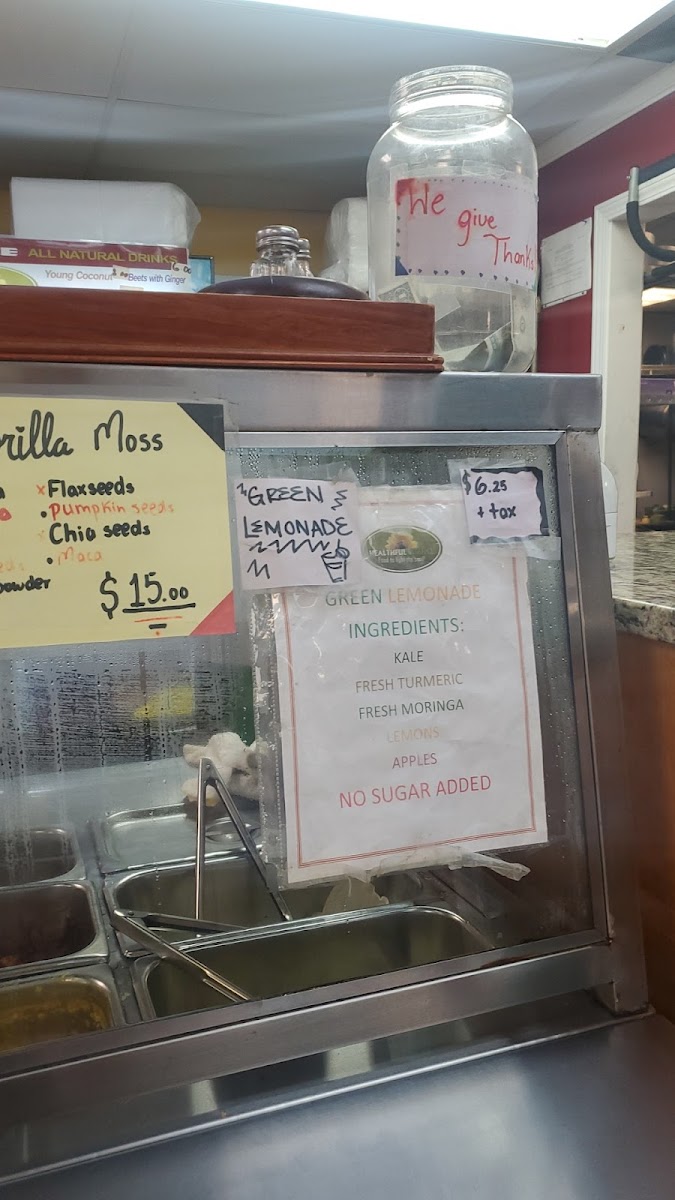 We
give
Thanks
E ALL NATURAL DRINKS
Young Coconut Beets with Ginger
rilla Moss
x Flaxseeds
• Pumpkin seeds
Chia seeds
• Maca
powder
$15.00
GREEN
LEMONADE
$6.25
+ tax
HEALTHFUL
GREEN LEMONADE
INGREDIENTS:
KALE
FRESH TURMERIC
FRESH MORINGA
LEMONS
APPLES
NO SUGAR ADDED